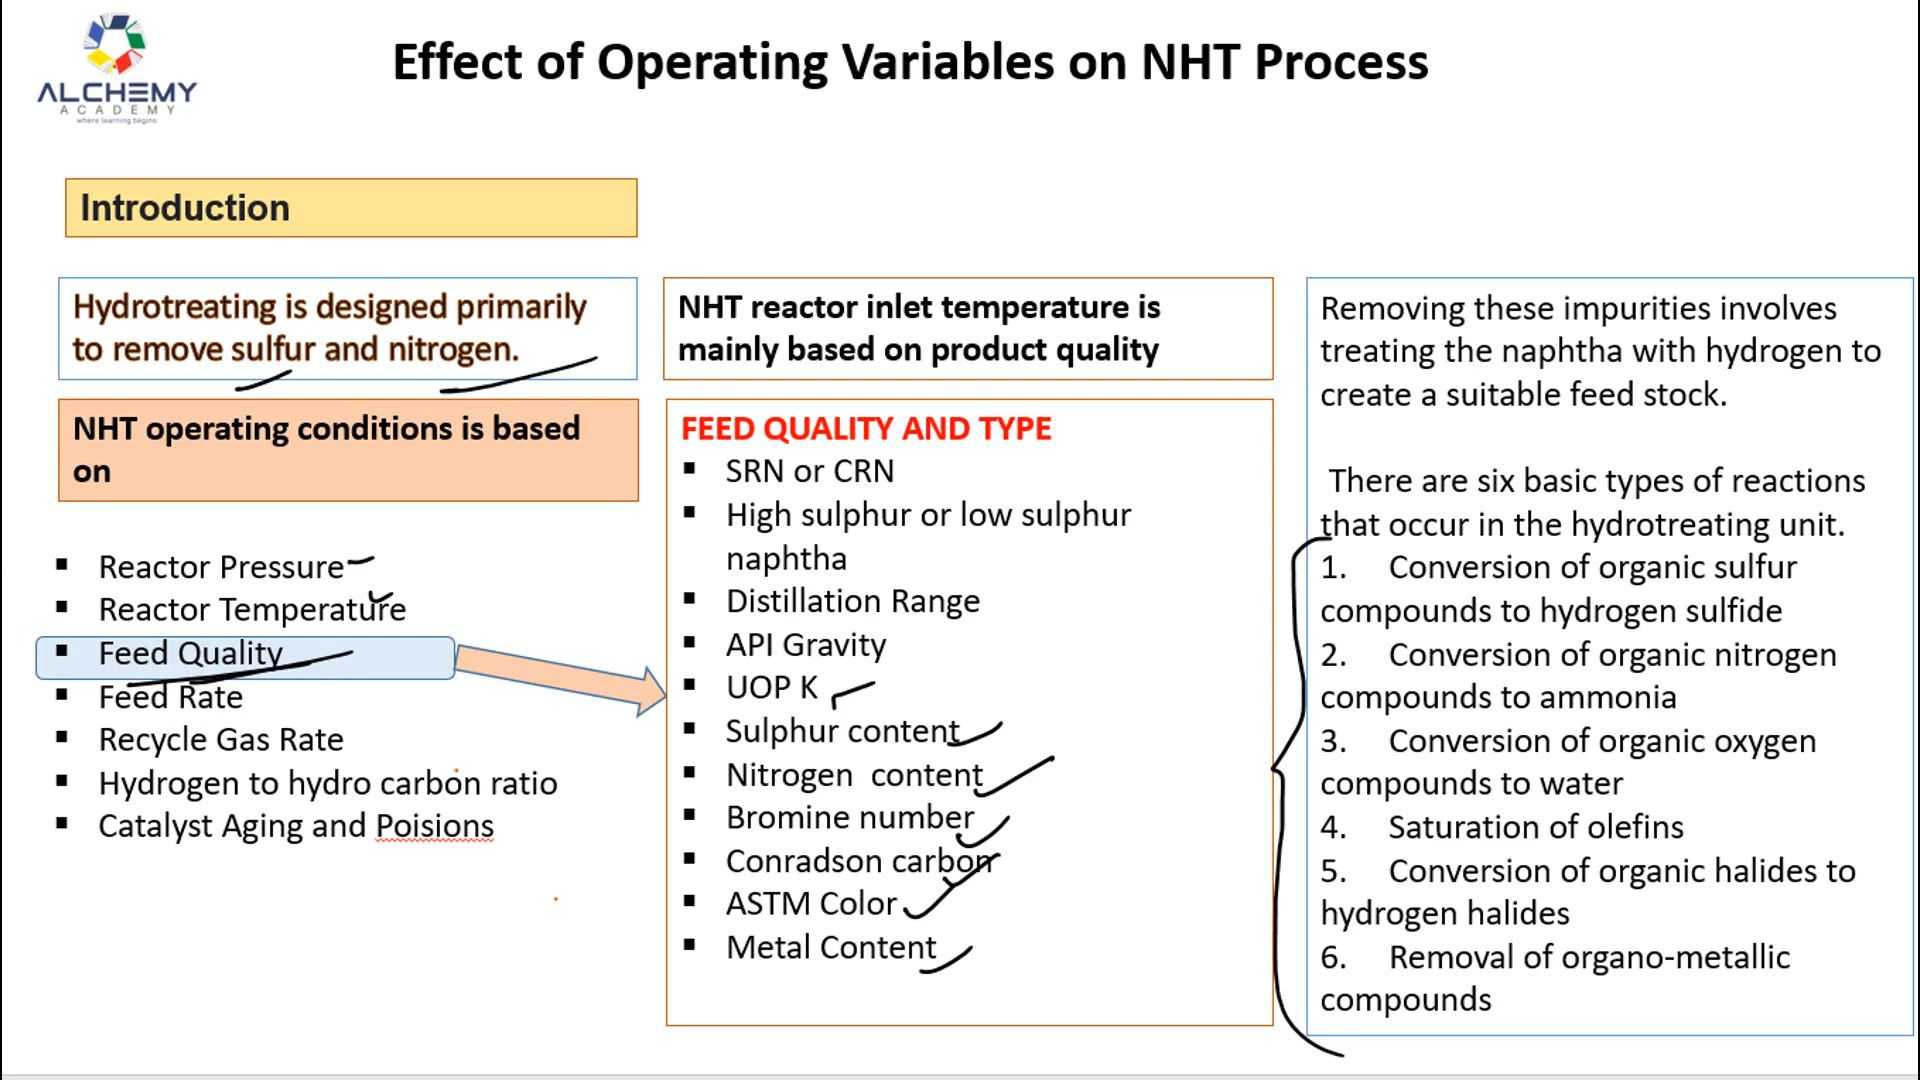 ALCHEMY
ACADEMY
where learning begins
Effect of Operating Variables on NHT Process
Introduction
Hydrotreating is designed primarily
to remove sulfur and nitrogen.
NHT operating conditions is based
on
▪ Reactor Pressure
▪ Reactor Temperature
▪ Feed Quality
▪ Feed Rate
▪ Recycle Gas Rate
▪ Hydrogen to hydro carbon ratio
▪ Catalyst Aging and Poisions
NHT reactor inlet temperature is
mainly based on product quality
FEED QUALITY AND TYPE
▪ SRN or CRN
▪ High sulphur or low sulphur
naphtha
▪ Distillation Range
▪ API Gravity
▪ UOP K
▪ Sulphur content
▪ Nitrogen content
▪ Bromine number
▪ Conradson carbon
▪ ASTM Color
▪ Metal Content
Removing these impurities involves
treating the naphtha with hydrogen to
create a suitable feed stock.
There are six basic types of reactions
that occur in the hydrotreating unit.
1. Conversion of organic sulfur
compounds to hydrogen sulfide
2. Conversion of organic nitrogen
compounds to ammonia
3. Conversion of organic oxygen
compounds to water
4. Saturation of olefins
5. Conversion of organic halides to
hydrogen halides
6. Removal of organo-metallic
compounds